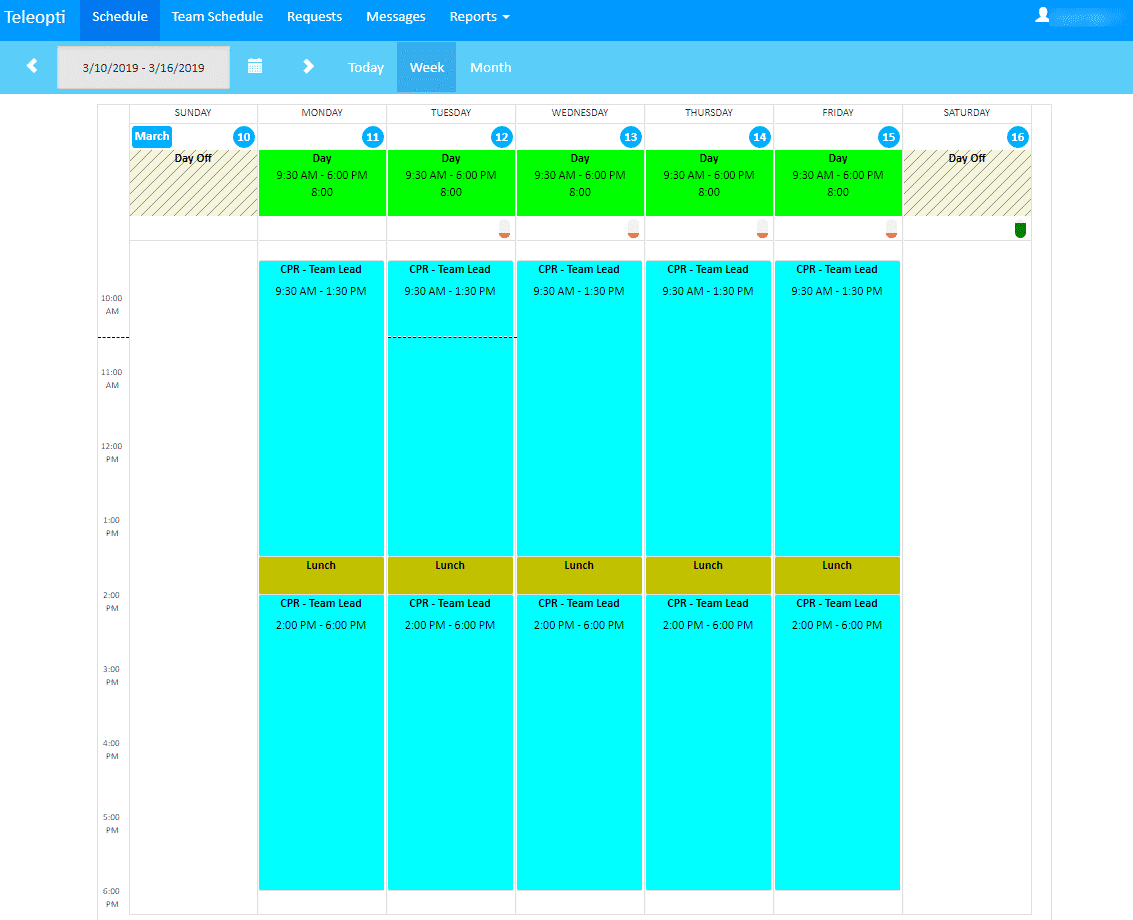 Teleopti Schedule Team Schedule Requests Messages Reports
3/10/2019 - 3/16/2019 Today Week Month
SUNDAY MONDAY TUESDAY WEDNESDAY THURSDAY FRIDAY SATURDAY
March 10 11 12 13 14 15 16
Day Off Day Day Day Day Day Day Off
9:30 AM - 6:00 PM 9:30 AM - 6:00 PM 9:30 AM - 6:00 PM 9:30 AM - 6:00 PM 9:30 AM - 6:00 PM
8:00 8:00 8:00 8:00 8:00
CPR - Team Lead CPR - Team Lead CPR - Team Lead CPR - Team Lead CPR - Team Lead
9:30 AM - 1:30 PM 9:30 AM - 1:30 PM 9:30 AM - 1:30 PM 9:30 AM - 1:30 PM 9:30 AM - 1:30 PM
10:00
AM
11:00
AM
12:00
PM
1:00
PM
Lunch Lunch Lunch Lunch Lunch
2:00 CPR - Team Lead CPR - Team Lead CPR - Team Lead CPR - Team Lead CPR - Team Lead
PM
2:00 PM - 6:00 PM 2:00 PM - 6:00 PM 2:00 PM - 6:00 PM 2:00 PM - 6:00 PM 2:00 PM - 6:00 PM
3:00
PM
4:00
PM
5:00
PM
6:00
PM